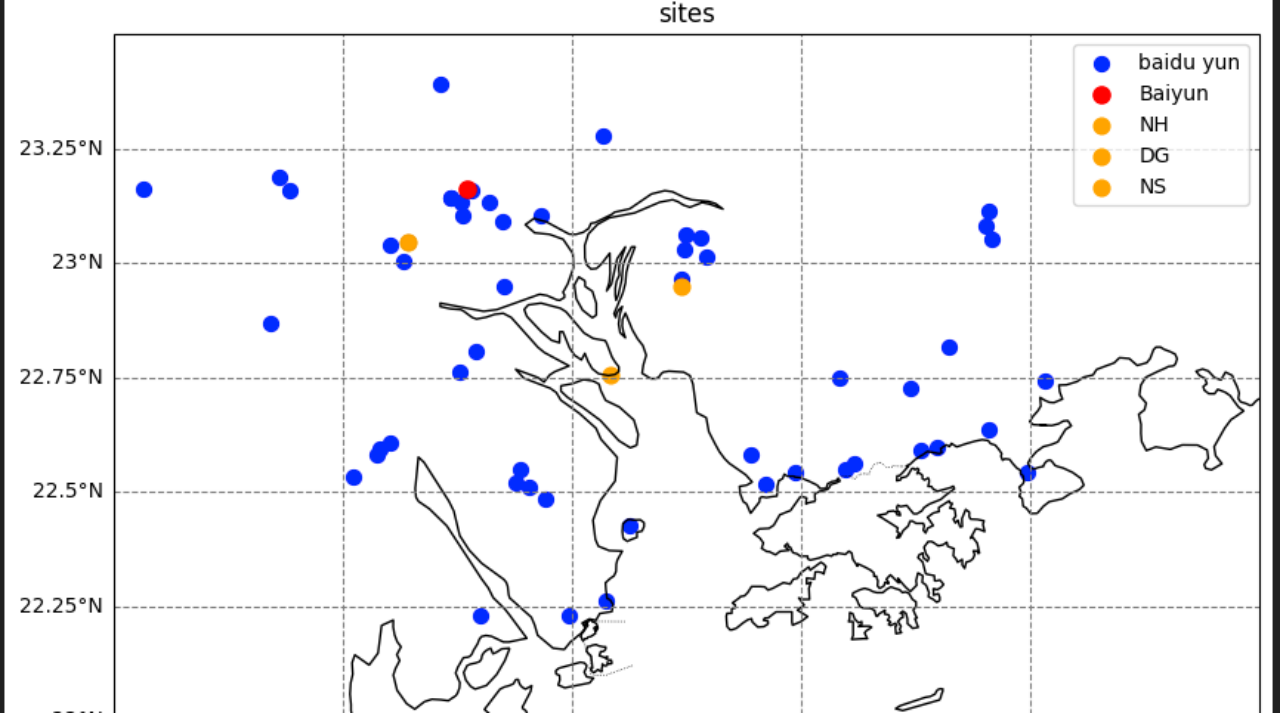 sites
baidu yun
Baiyun
NH
DG
NS
23.25°N
23°N
22.75°N
22.5°N
22.25°N